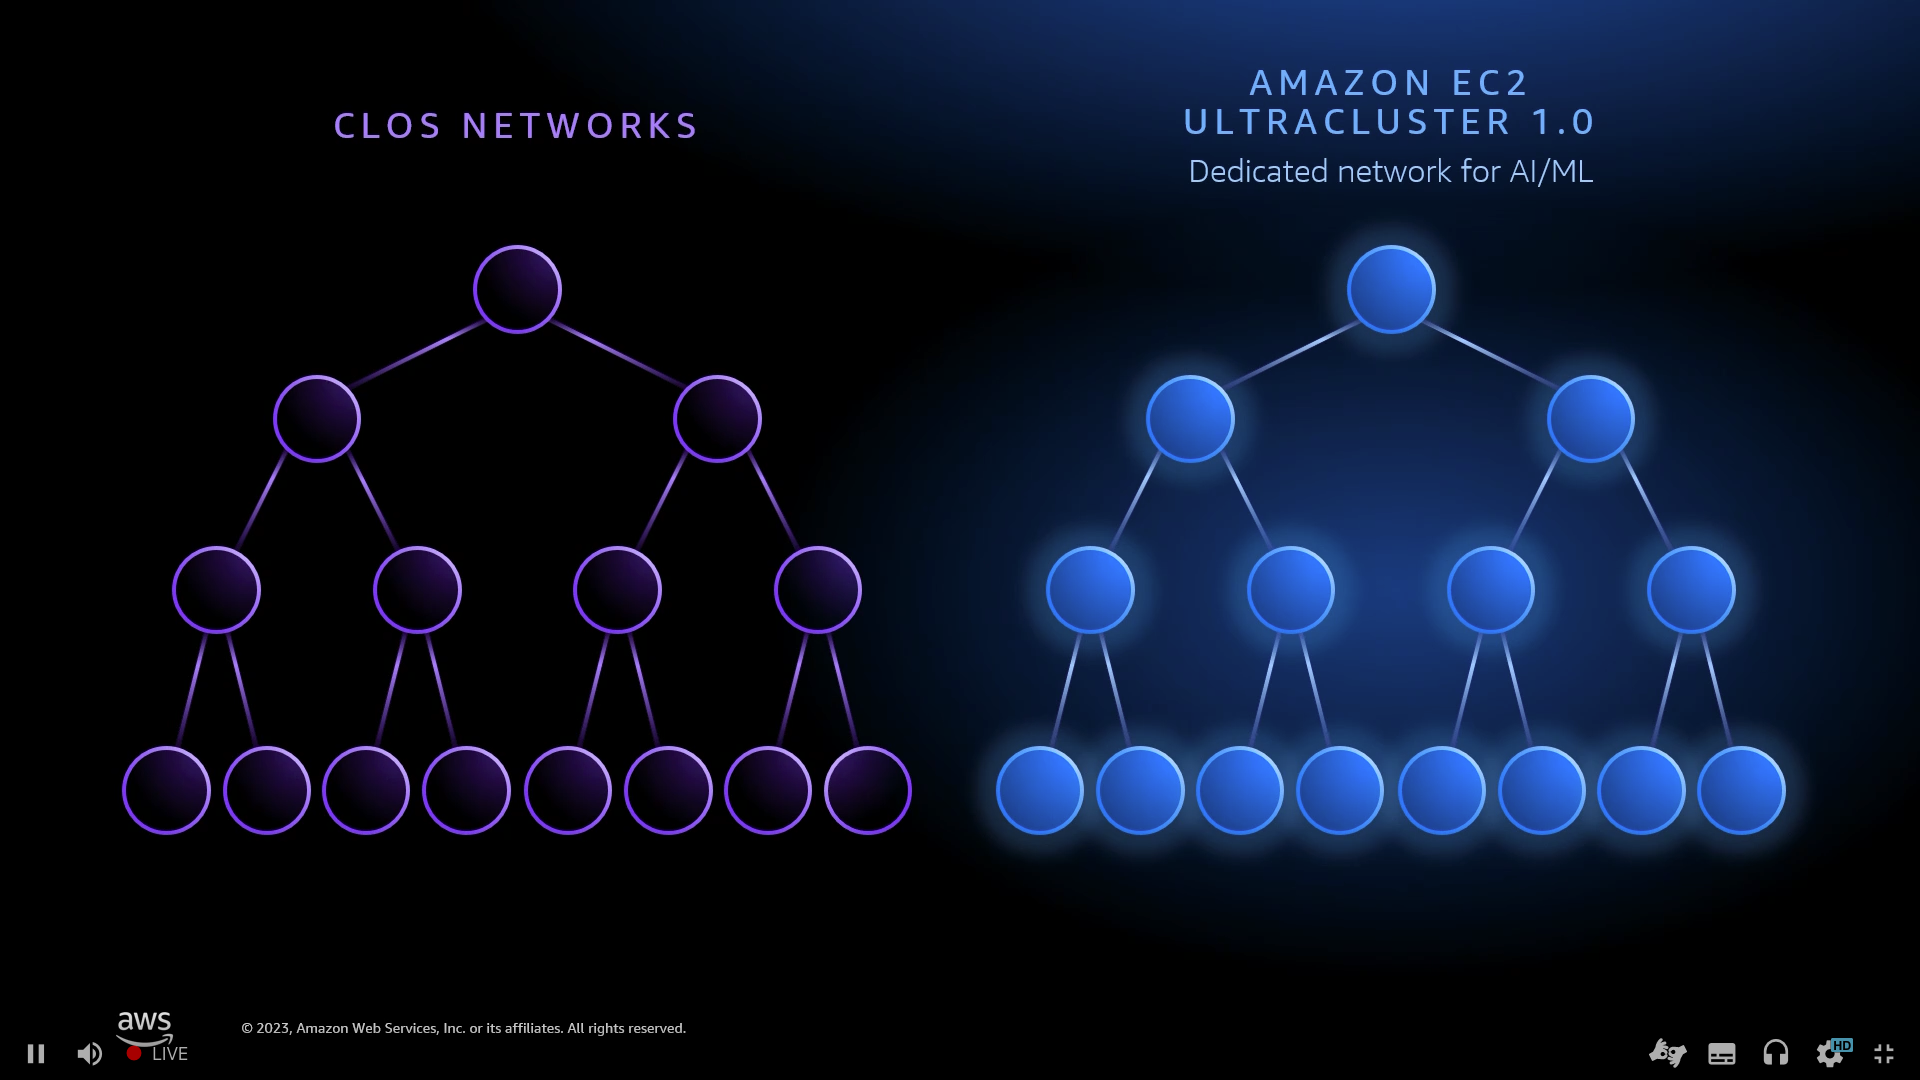 CLOS NETWORKS
AMAZON EC2
ULTRACLUSTER 1.0
Dedicated network for AI/ML
aws
© 2023, Amazon Web Services, Inc. or its affiliates. All rights reserved.
LIVE
HD